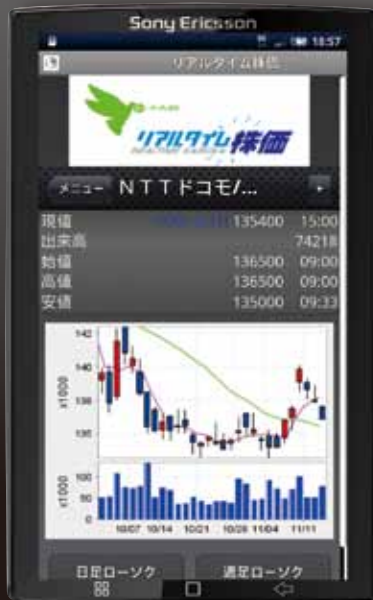 Sony Ericsson
18:57
リアルタイム株価
リアルタイム株価
メニュー NTTドコモ/...
現値 135400 15:00
出来高 74218
始値 136500 09:00
高値 136500 09:00
安値 135000 09:33
142
140
138
135
x1000
100
50
0
x1000
10/07 10/14 10/21 10/28 11/04 11/11
日足ローソク 週足ローソク